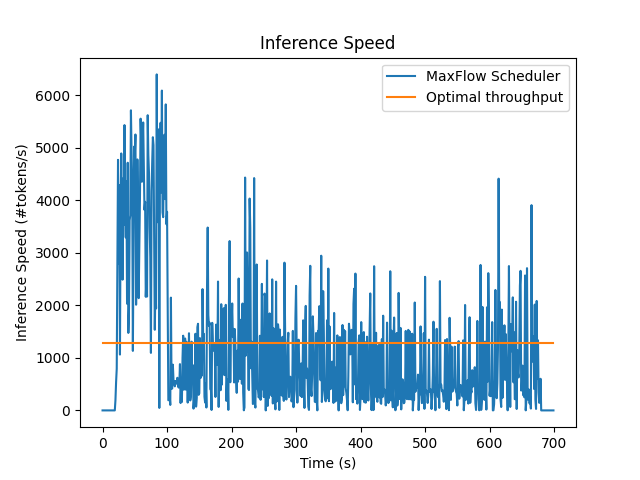 Inference Speed
MaxFlow Scheduler
Optimal throughput
Inference Speed (#tokens/s)
6000
5000
4000
3000
2000
1000
0
0 100 200 300 400 500 600 700
Time (s)